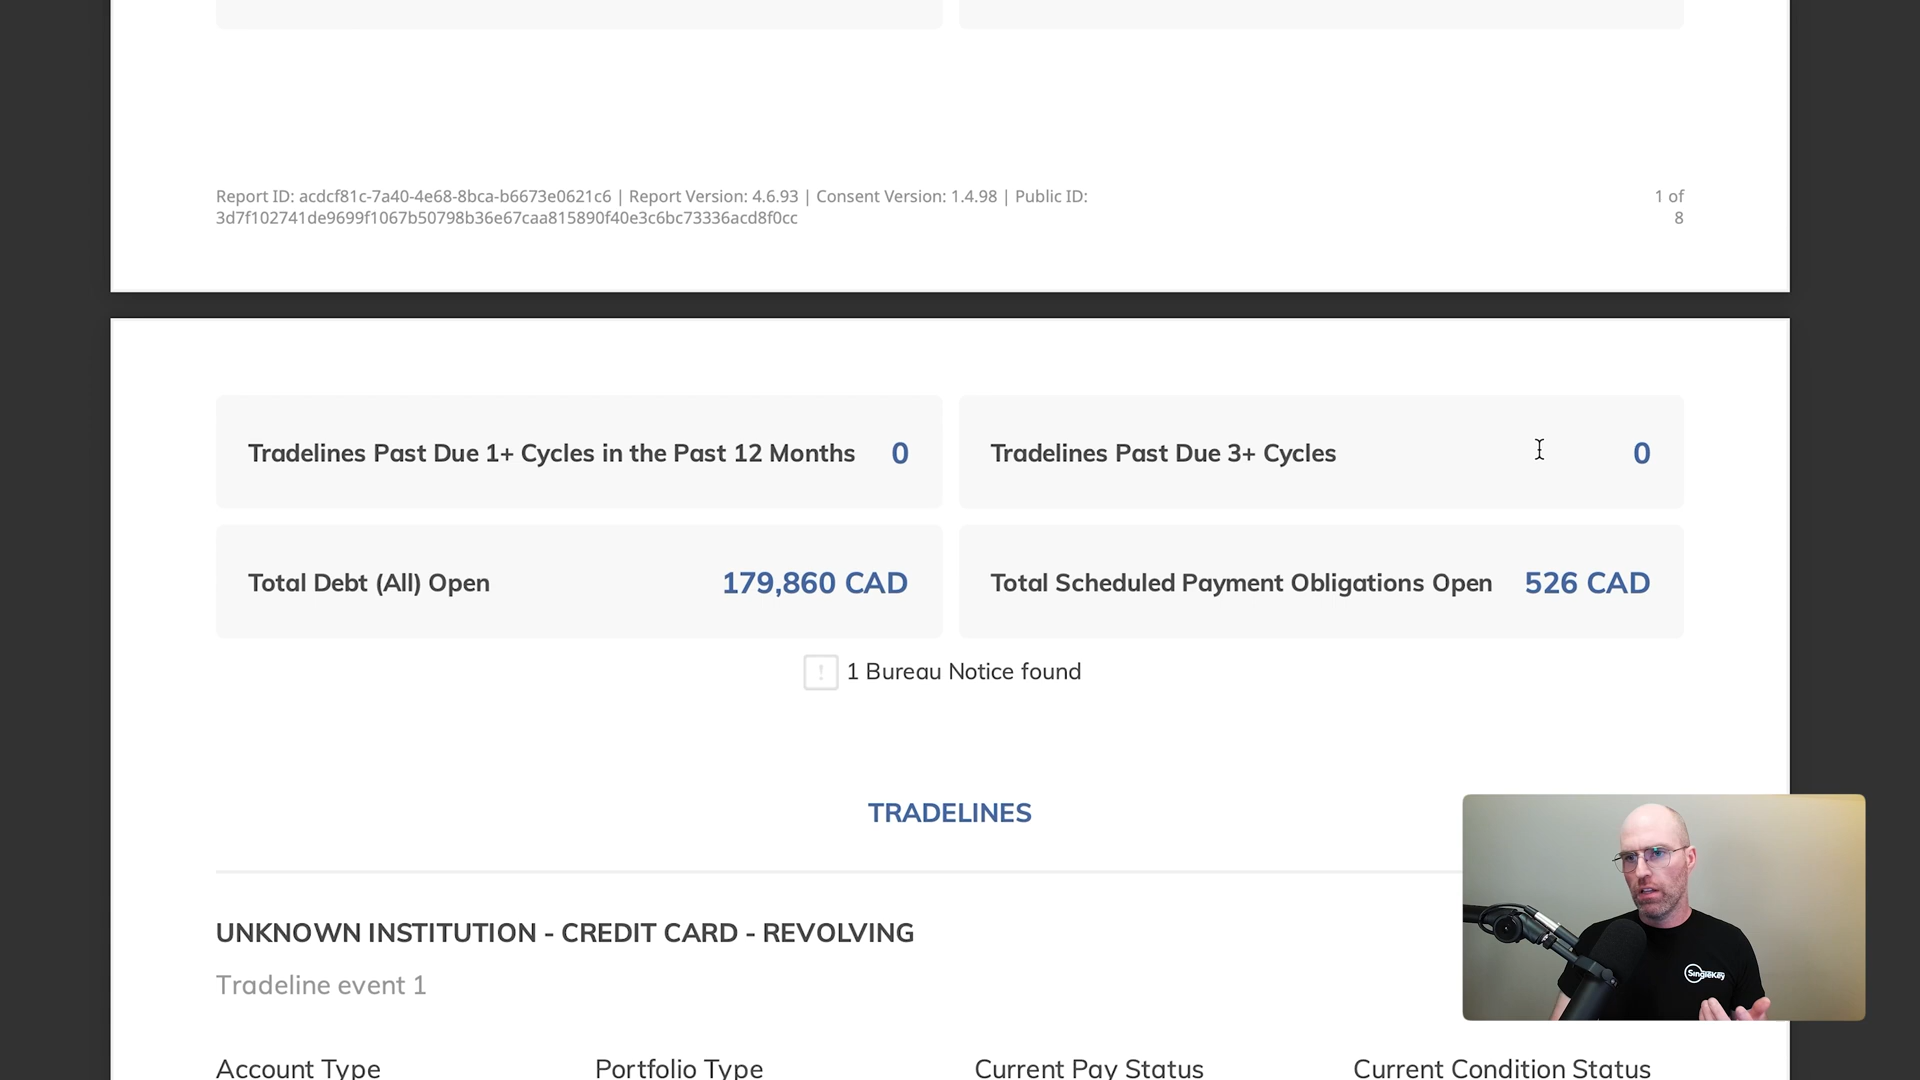 Report ID: acdcf81c-7a40-4e68-8bca-b6673e0621c6 | Report Version: 4.6.93 | Consent Version: 1.4.98 | Public ID:
3d7f102741de9699f1067b50798b36e67caa815890f40e3c6bc73336acd8f0cc
1 of
8
Tradelines Past Due 1+ Cycles in the Past 12 Months 0
Tradelines Past Due 3+ Cycles 0
Total Debt (All) Open 179,860 CAD
Total Scheduled Payment Obligations Open 526 CAD
! 1 Bureau Notice found
TRADELINES
UNKNOWN INSTITUTION - CREDIT CARD - REVOLVING
Tradeline event 1
Account Type Portfolio Type Current Pay Status Current Condition Status
SingleKey